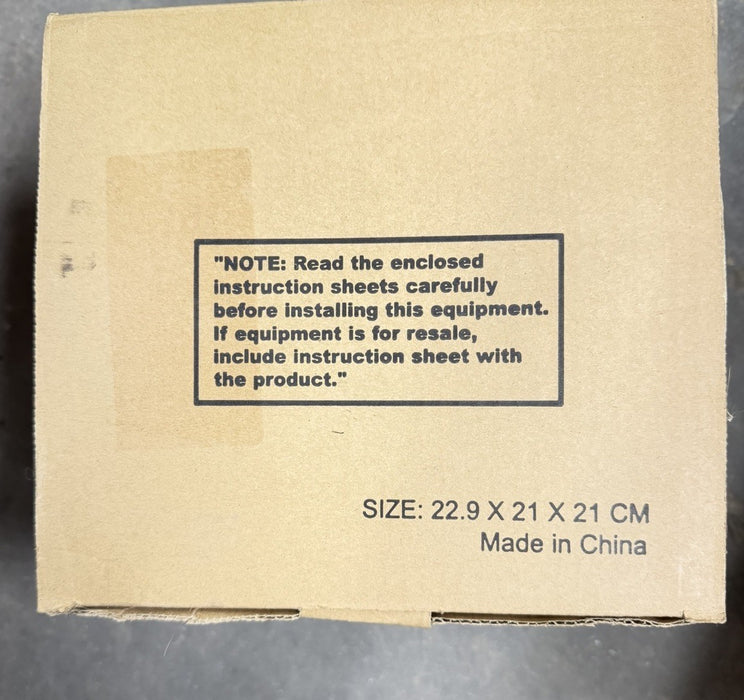 "NOTE: Read the enclosed
instruction sheets carefully
before installing this equipment.
If equipment is for resale,
include instruction sheet with
the product."
SIZE: 22.9 X 21 X 21 CM
Made in China